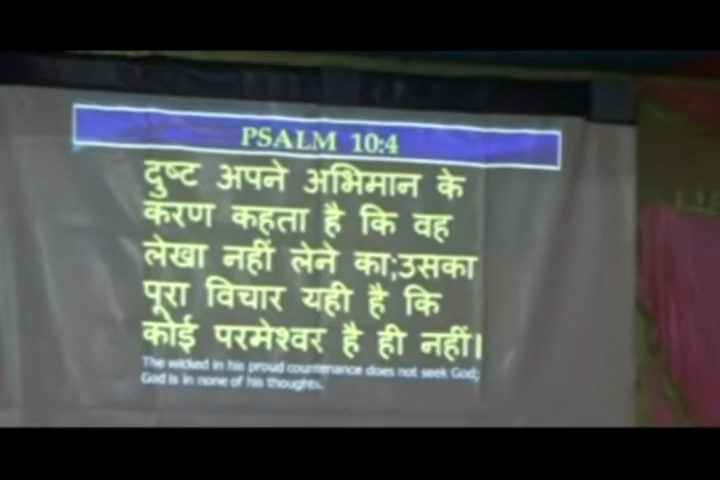 PSALM 10:4
दुष्ट अपने अभिमान के
करण कहता है कि वह
लेखा नहीं लेने का;उसका
पूरा विचार यही है कि
कोई परमेश्वर है ही नहीं।
The wicked in his proud countenance does not seek God;
God is in none of his thoughts.